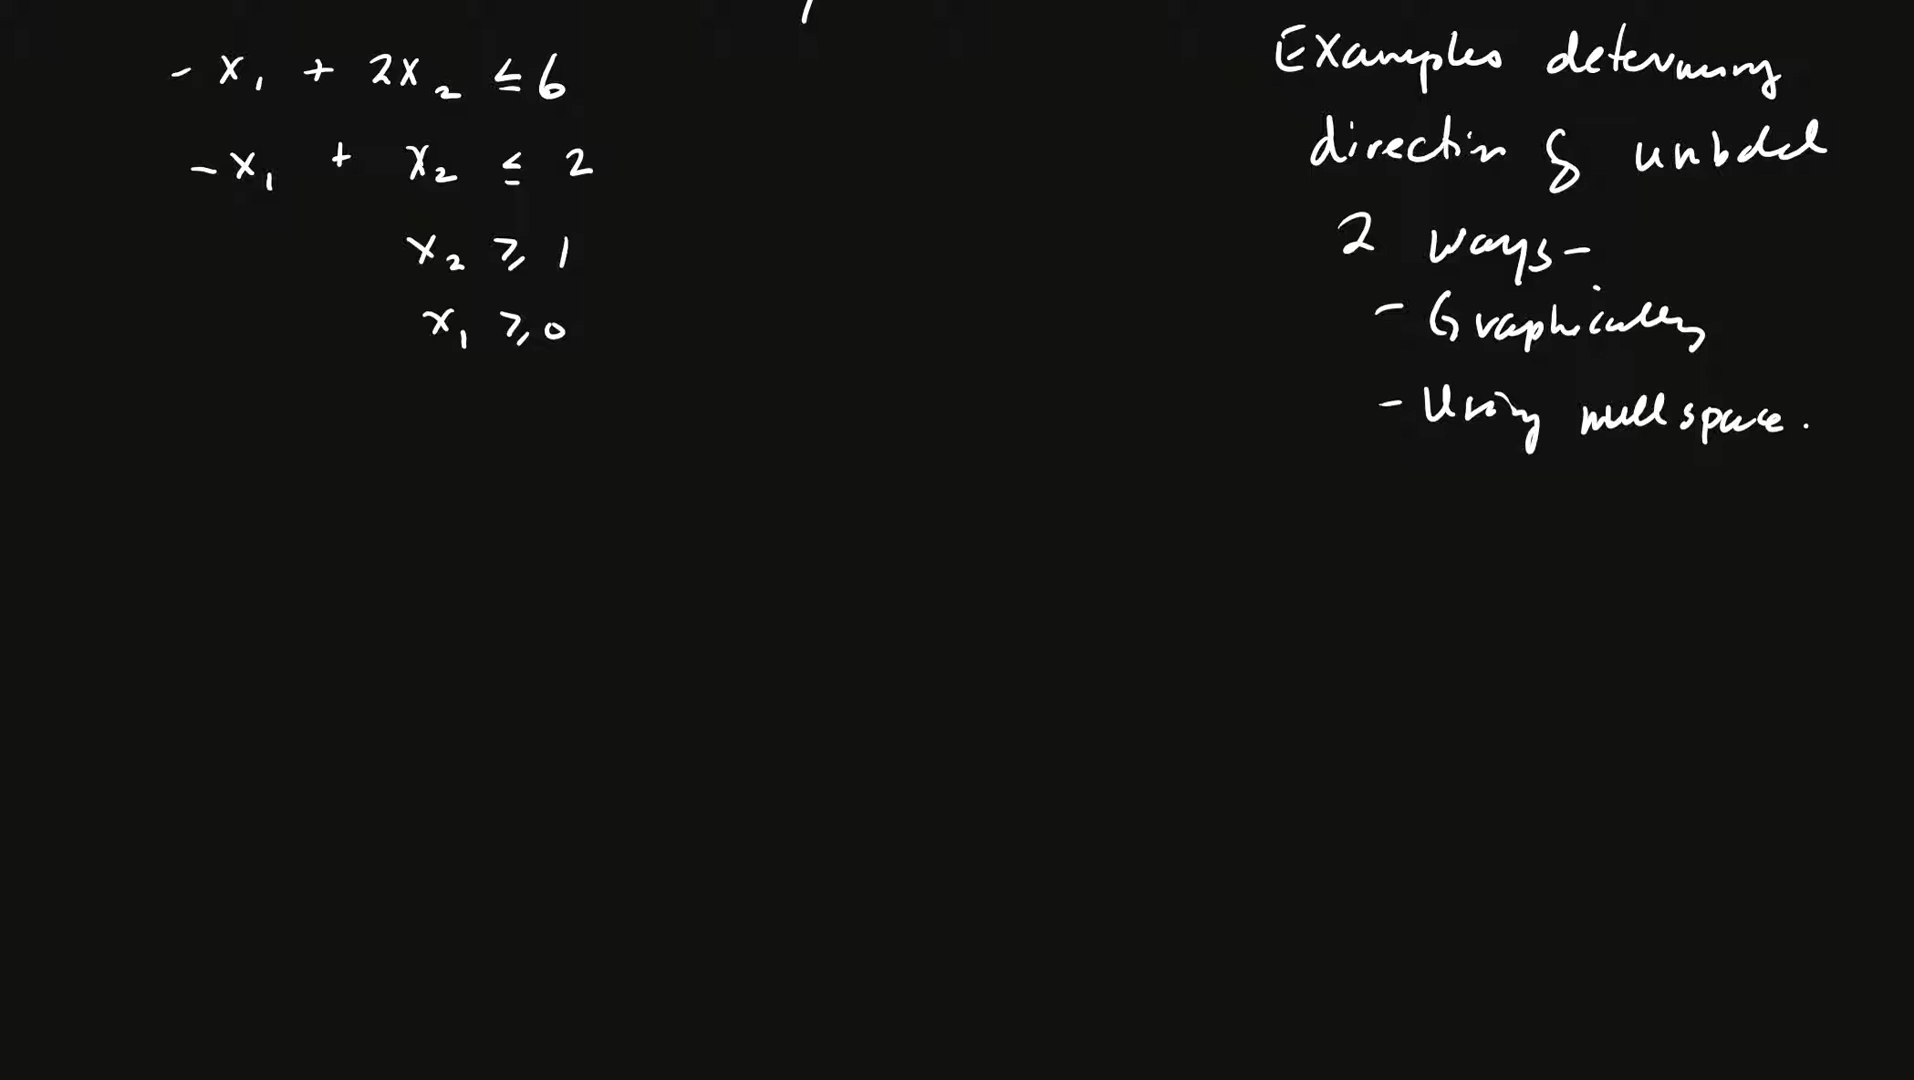 - x₁ + 2x₂ ≤ 6
- x₁ + x₂ ≤ 2
x₂ ≥ 1
x₁ ≥ 0
Examples determining
direction of unbdd
2 ways -
- Graphically
- Using null space.